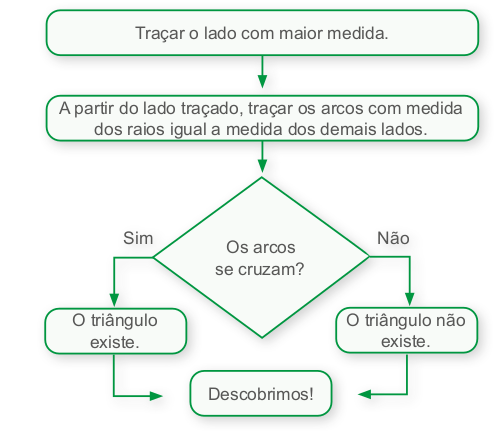 Traçar o lado com maior medida.
A partir do lado traçado, traçar os arcos com medida
dos raios igual a medida dos demais lados.
Sim
Não
Os arcos
se cruzam?
O triângulo
existe.
O triângulo não
existe.
Descobrimos!